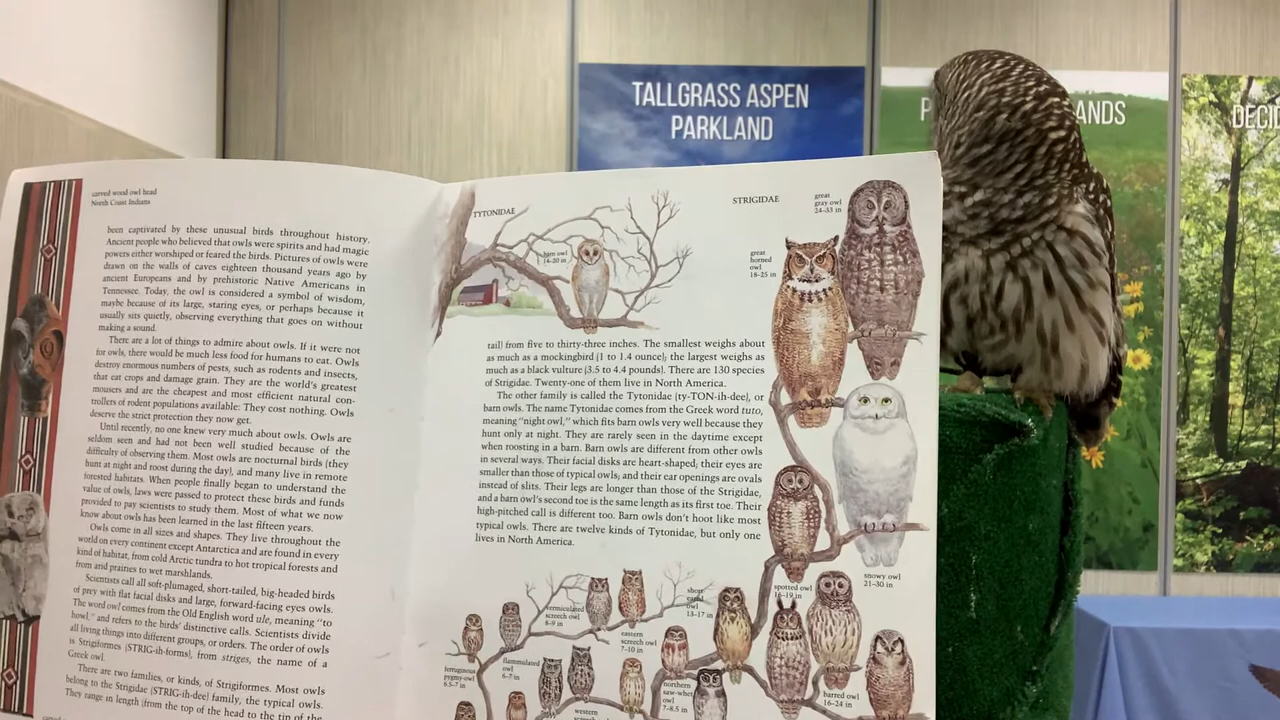 TALLGRASS ASPEN
PARKLAND
P
ANDS
DECI
carved wood owl head
North Coast Indians
been captivated by these unusual birds throughout history.
Ancient people who believed that owls were spirits and had magic
powers either worshiped or feared the birds. Pictures of owls were
drawn on the walls of caves eighteen thousand years ago by
ancient Europeans and by prehistoric Native Americans in
Tennessee. Today, the owl is considered a symbol of wisdom,
maybe because of its large, staring eyes, or perhaps because it
usually sits quietly, observing everything that goes on without
making a sound.
There are a lot of things to admire about owls. If it were not
for owls, there would be much less food for humans to eat. Owls
destroy enormous numbers of pests, such as rodents and insects,
that eat crops and damage grain. They are the world's greatest
mousers and are the cheapest and most efficient natural con-
trollers of rodent populations available: They cost nothing. Owls
deserve the strict protection they now get.
Until recently, no one knew very much about owls. Owls are
seldom seen and had not been well studied because of the
difficulty of observing them. Most owls are nocturnal birds (they
hunt at night and roost during the day), and many live in remote
forested habitats. When people finally began to understand the
value of owls, laws were passed to protect these birds and funds
provided to pay scientists to study them. Most of what we now
know about owls has been learned in the last fifteen years.
Owls come in all sizes and shapes. They live throughout the
world on every continent except Antarctica and are found in every
kind of habitat, from cold Arctic tundra to hot tropical forests and
from and prairies to wet marshlands.
Scientists call all soft-plumaged, short-tailed, big-headed birds
of prey with flat facial disks and large, forward-facing eyes owls.
The word owl comes from the Old English word ule, meaning "to
howl," and refers to the birds' distinctive calls. Scientists divide
all living things into different groups, or orders. The order of owls
is Strigiformes (STRIG-ih-forms), from striges, the name of a
Greek owl.
There are two families, or kinds, of Strigiformes. Most owls
belong to the Strigidae (STRIG-ih-dee) family, the typical owls.
They range in length (from the top of the head to the tip of the
TYTONIDAE
barn owl
14–20 in
STRIGIDAE
great
gray owl
24–33 in
great
horned
owl
18–25 in
tail) from five to thirty-three inches. The smallest weighs about
as much as a mockingbird (1 to 1.4 ounce); the largest weighs as
much as a black vulture (3.5 to 4.4 pounds). There are 130 species
of Strigidae. Twenty-one of them live in North America.
The other family is called the Tytonidae (ty-TON-ih-dee), or
barn owls. The name Tytonidae comes from the Greek word tuto,
meaning "night owl," which fits barn owls very well because they
hunt only at night. They are rarely seen in the daytime except
when roosting in a barn. Barn owls are different from other owls
in several ways. Their facial disks are heart-shaped; their eyes are
smaller than those of typical owls; and their ear openings are ovals
instead of slits. Their legs are longer than those of the Strigidae,
and a barn owl's second toe is the same length as its first toe. Their
high-pitched call is different too. Barn owls don't hoot like most
typical owls. There are twelve kinds of Tytonidae, but only one
lives in North America.
snowy owl
21–30 in
spotted owl
16–19 in
short
eared
owl
13–17 in
vermiculated
screech owl
8–9 in
eastern
screech owl
7–10 in
ferruginous
pygmy-owl
6.5–7 in
flammulated
owl
6–7 in
northern
saw-whet
owl
7–8.5 in
barred owl
16–24 in
western